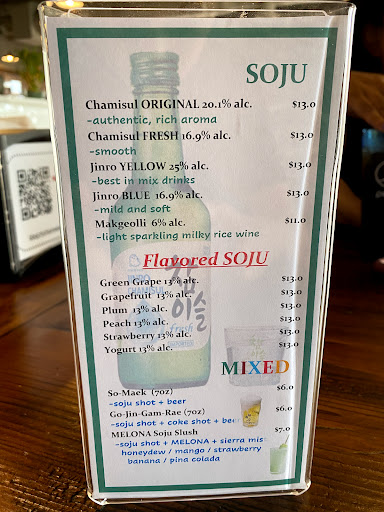 SOJU
Chamisul ORIGINAL 20.1% alc. $13.0
-authentic, rich aroma
Chamisul FRESH 16.9% alc. $13.0
-smooth
Jinro YELLOW 25% alc. $13.0
-best in mix drinks
Jinro BLUE 16.9% alc. $13.0
-mild and soft
Makgeolli 6% alc. $11.0
-light sparkling milky rice wine
Flavored SOJU
Green Grape 13% alc. $13.0
Grapefruit 13% alc. $13.0
Plum 13% alc. $13.0
Peach 13% alc. $13.0
Strawberry 13% alc. $13.0
Yogurt 13% alc. $13.0
참이슬
fresh
MIXED
So-Maek (7oz) $6.0
-soju shot + beer
Go-Jin-Gam-Rae (7oz) $6.0
-soju shot + coke shot + beer
MELONA Soju Slush $7.0
-soju shot + MELONA + sierra mis
honeydew / mango / strawberry
banana / pina colada